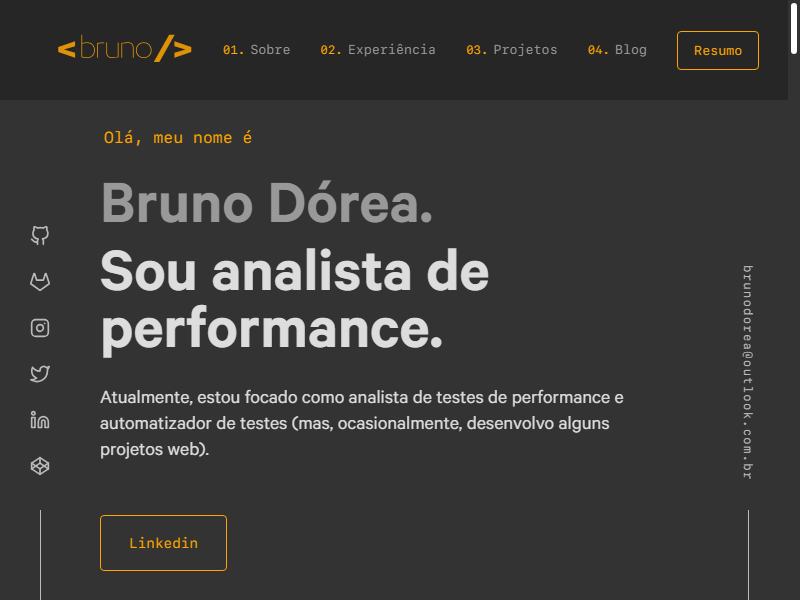 <bruno/>
01. Sobre
02. Experiência
03. Projetos
04. Blog
Resumo
Olá, meu nome é
Bruno Dórea.
Sou analista de
performance.
Atualmente, estou focado como analista de testes de performance e
automatizador de testes (mas, ocasionalmente, desenvolvo alguns
projetos web).
Linkedin
brunodorea@outlook.com.br